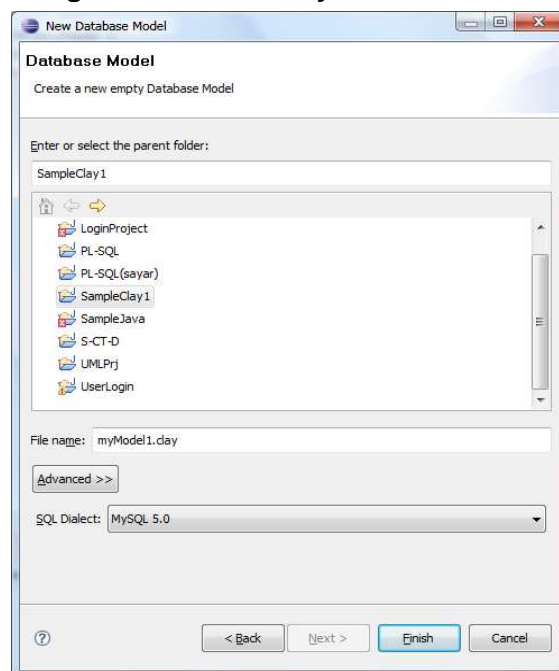 New Database Model
Database Model
Create a new empty Database Model
Enter or select the parent folder:
SampleClay1
LoginProject
PL-SQL
PL-SQL(sayar)
SampleClay1
SampleJava
S-CT-D
UMLPrj
UserLogin
File name: myModel1.clay
Advanced >>
SQL Dialect: MySQL 5.0
< Back Next > Finish Cancel